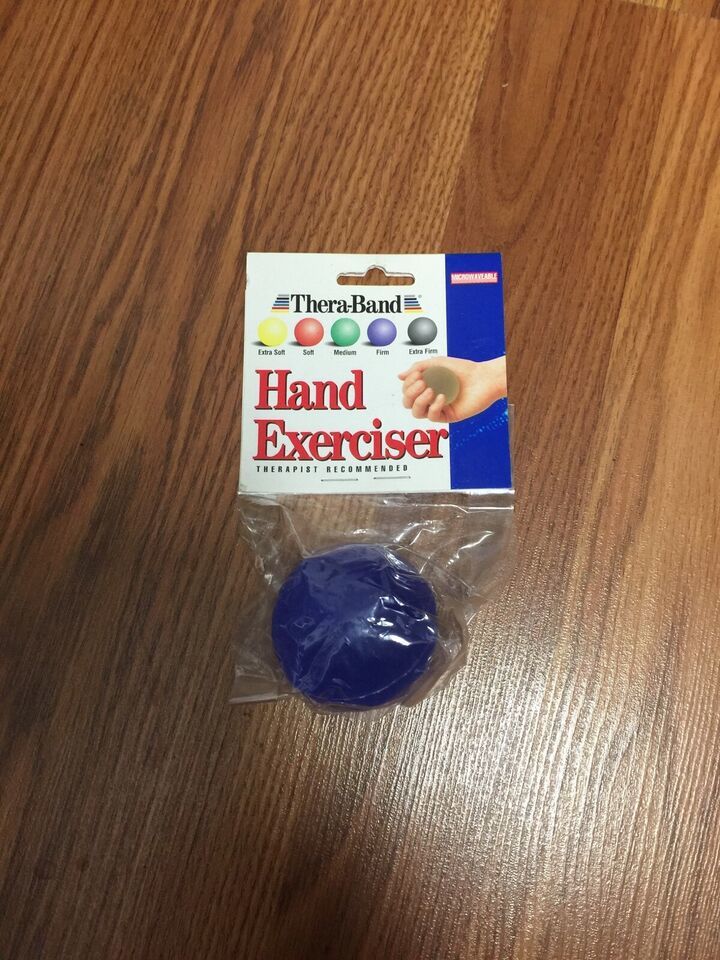 MICROWAVEABLE
Thera-Band®
Extra Soft Soft Medium Firm Extra Firm
Hand
Exerciser
THERAPIST RECOMMENDED